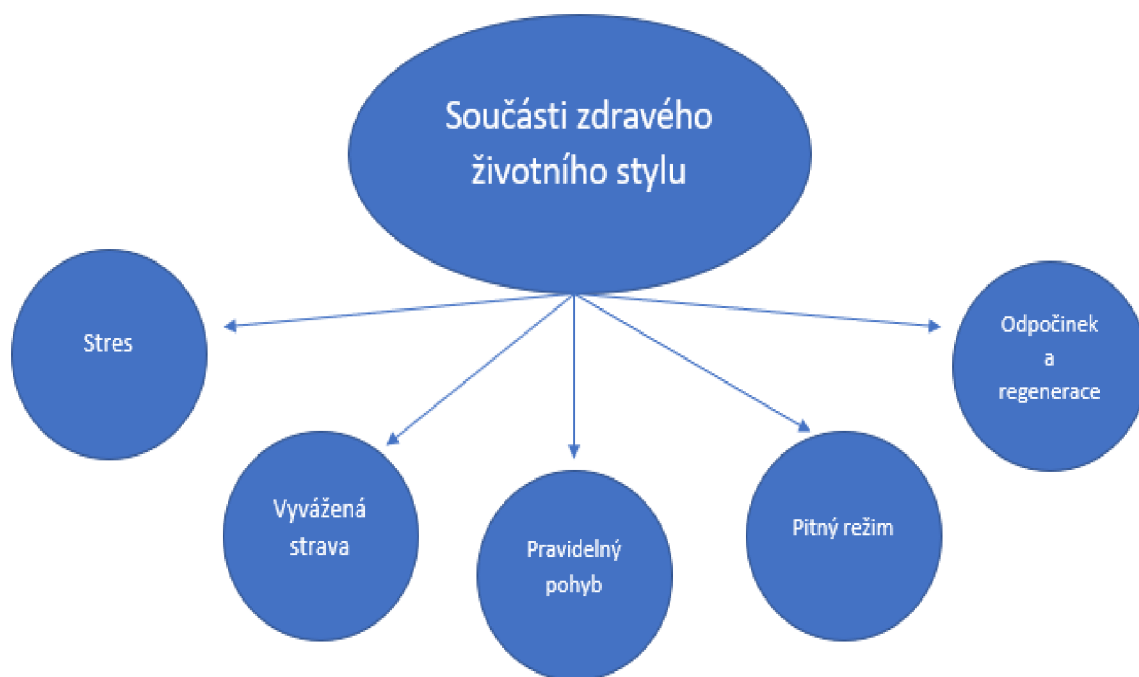 Součásti zdravého
životního stylu
Stres
Odpočinek
a
regenerace
Vyvážená
strava
Pravidelný
pohyb
Pitný režim